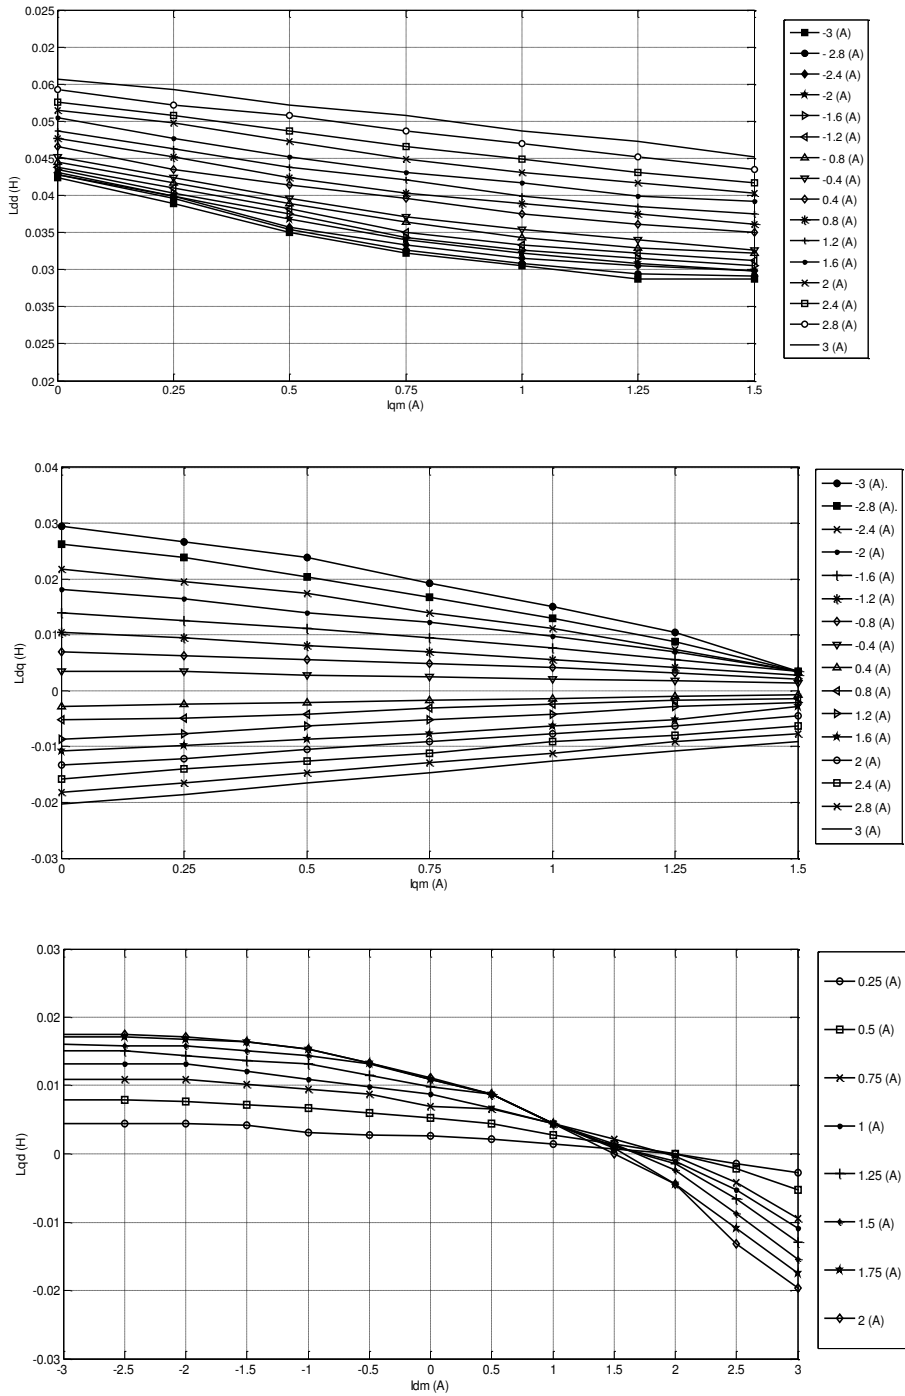 0.025
0.025
0.06
0.05
0.045
0.04
0.035
0.03
0.035
0.025
0.02
Ldd (H)
0
0.25
0.5
0.75
1
1.25
1.5
Iqm (A)
-3 (A)
- 2.8 (A)
-2.4 (A)
-2 (A)
-1.6 (A)
-1.2 (A)
- 0.8 (A)
-0.4 (A)
0.4 (A)
0.8 (A)
1.2 (A)
1.6 (A)
2 (A)
2.4 (A)
2.8 (A)
3 (A)
0.04
0.03
0.02
0.01
0
-0.01
-0.02
-0.03
Ldq (H)
0
0.25
0.5
0.75
1
1.25
1.5
Iqm (A)
-3 (A).
-2.8 (A).
-2.4 (A)
-2 (A)
-1.6 (A)
-1.2 (A)
-0.8 (A)
-0.4 (A)
0.4 (A)
0.8 (A)
1.2 (A)
1.6 (A)
2 (A)
2.4 (A)
2.8 (A)
3 (A)
0.03
0.02
0.01
0
-0.01
-0.02
-0.03
Lqd (H)
-3
-2.5
-2
-1.5
-1
-0.5
0
0.5
1
1.5
2
2.5
3
Idm (A)
0.25 (A)
0.5 (A)
0.75 (A)
1 (A)
1.25 (A)
1.5 (A)
1.75 (A)
2 (A)